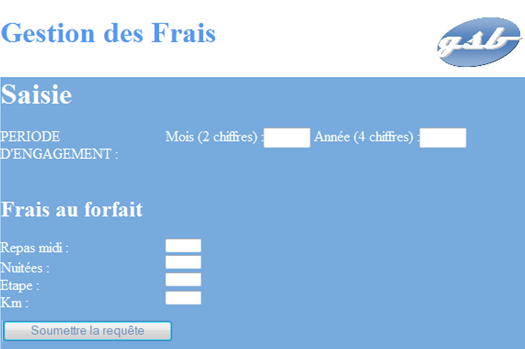 Gestion des Frais
gsb
Saisie
PERIODE Mois (2 chiffres) : Année (4 chiffres) :
D'ENGAGEMENT :
Frais au forfait
Repas midi :
Nuitées :
Etape :
Km :
Soumettre la requête